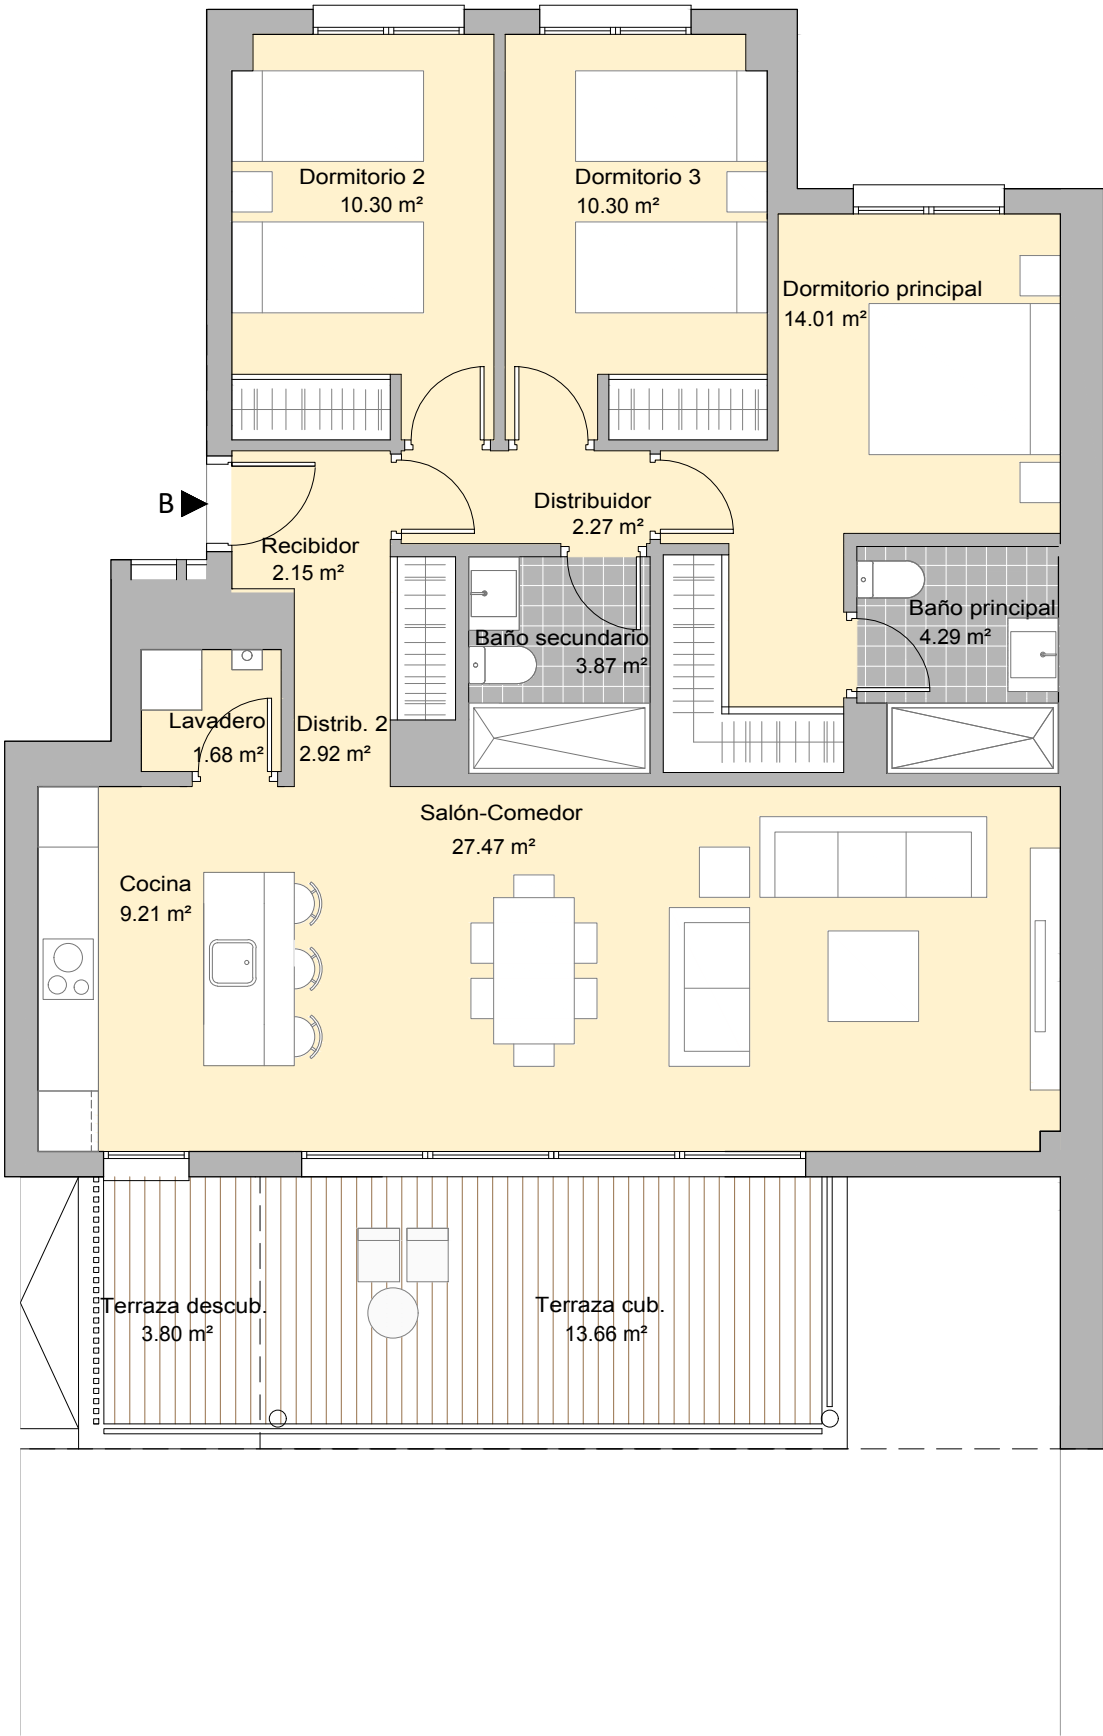 Dormitorio 2
10.30 m²
Dormitorio 3
10.30 m²
Dormitorio principal
14.01 m²
B
Distribuidor
2.27 m²
Recibidor
2.15 m²
Baño secundario
3.87 m²
Baño principal
4.29 m²
Lavadero
1.68 m²
Distrib. 2
2.92 m²
Salón-Comedor
27.47 m²
Cocina
9.21 m²
Terraza descub.
3.80 m²
Terraza cub.
13.66 m²